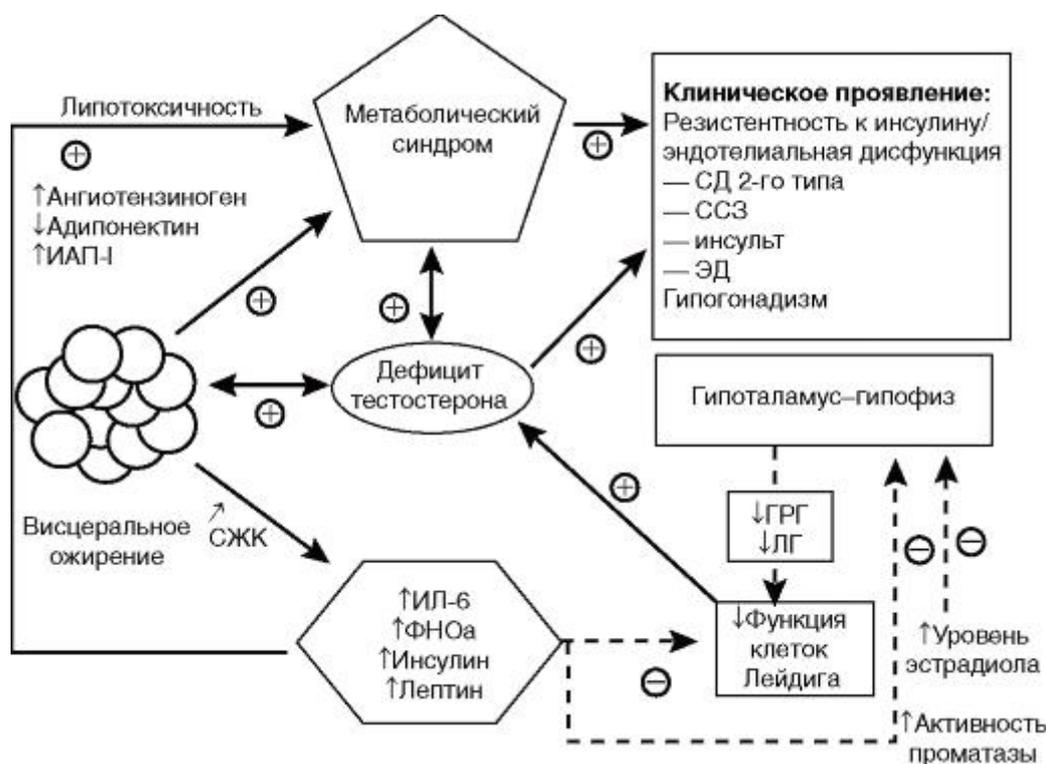 Липотоксичность
↑Ангиотензиноген
↓Адипонектин
↑ИАП-I
Метаболический
синдром
Клиническое проявление:
Резистентность к инсулину/
эндотелиальная дисфункция
— СД 2-го типа
— ССЗ
— инсульт
— ЭД
Гипогонадизм
Дефицит
тестостерона
Гипоталамус–гипофиз
Висцеральное
ожирение
↑
СЖК
↓ГРГ
↓ЛГ
↑ИЛ-6
↑ФНОа
↑Инсулин
↑Лептин
↓Функция
клеток
Лейдига
↑Уровень
эстрадиола
↑Активность
проматазы